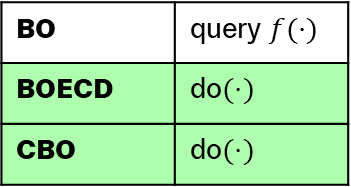 BO query f(·)
BOECD do(·)
CBO do(·)